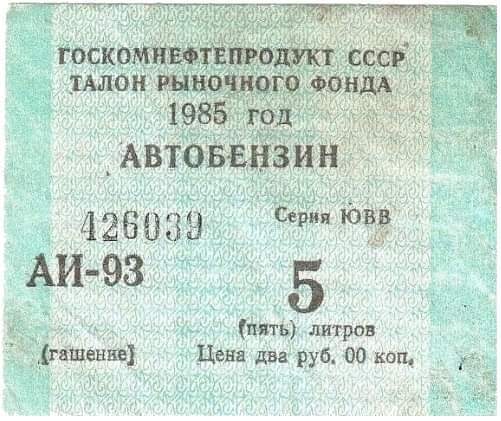 ГОСКОМНЕФТЕПРОДУКТ СССР
ТАЛОН РЫНОЧНОГО ФОНДА
1985 ГОД
АВТОБЕНЗИН
426039 Серия ЮВВ
АИ-93 5
(пять) литров
[гашение] Цена два руб. 00 коп.